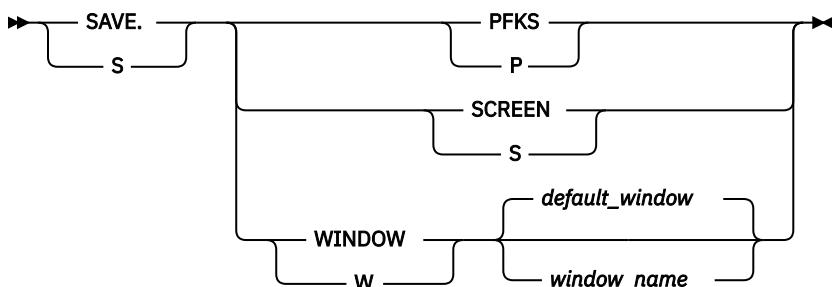 SAVE. PFKS
S P
SCREEN
S
default_window
WINDOW
W window_name